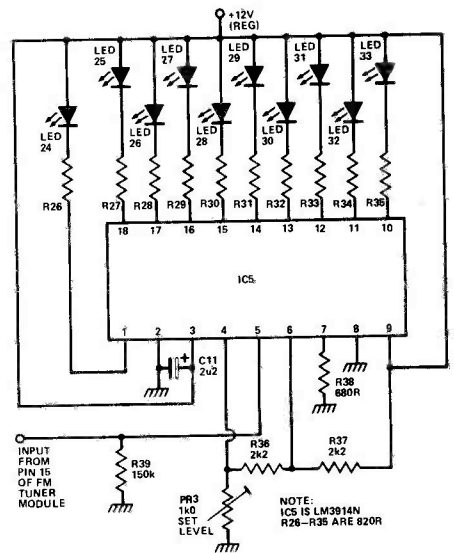 +12V
(REG)
LED
25
LED
27
LED
29
LED
31
LED
33
LED
24
LED
26
LED
28
LED
30
LED
32
R26
R27
R28
R29
R30
R31
R32
R33
R34
R35
18
17
16
15
14
13
12
11
10
IC5
1
2
3
4
5
6
7
8
9
+
C11
2u2
R38
680R
INPUT
FROM
PIN 15
OF FM
TUNER
MODULE
R39
150k
R36
2k2
R37
2k2
PR3
1k0
SET
LEVEL
NOTE:
IC5 IS LM3914N
R26–R35 ARE 820R